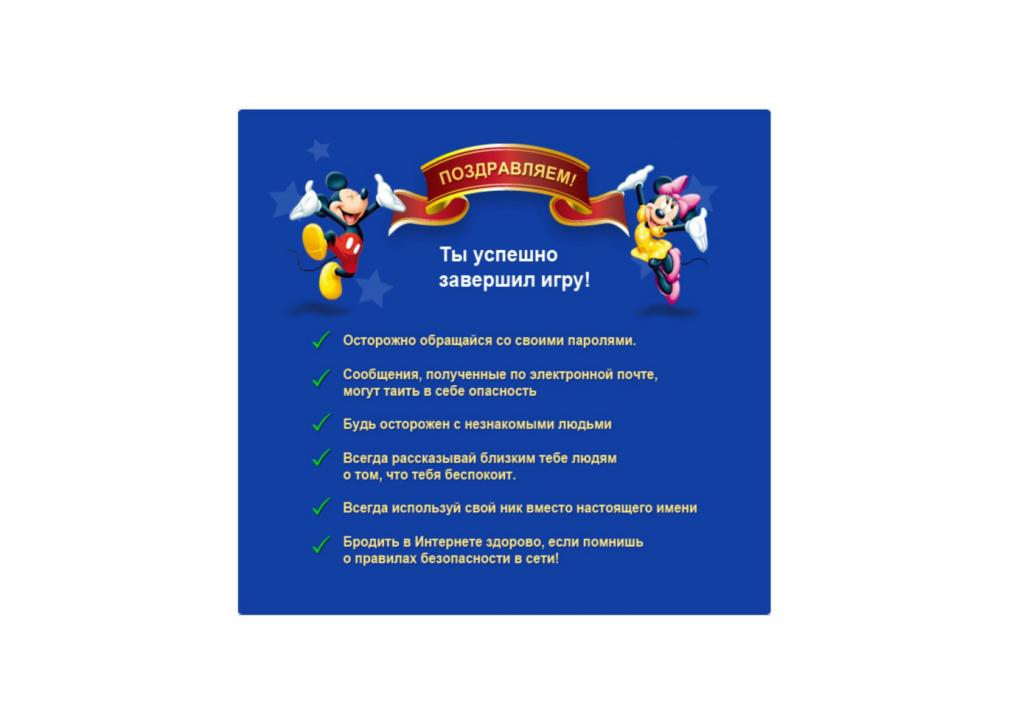 ПОЗДРАВЛЯЕМ!
Ты успешно
завершил игру!
Осторожно обращайся со своими паролями.
Сообщения, полученные по электронной почте,
могут таить в себе опасность
Будь осторожен с незнакомыми людьми
Всегда рассказывай близким тебе людям
о том, что тебя беспокоит.
Всегда используй свой ник вместо настоящего имени
Бродить в Интернете здорово, если помнишь
о правилах безопасности в сети!